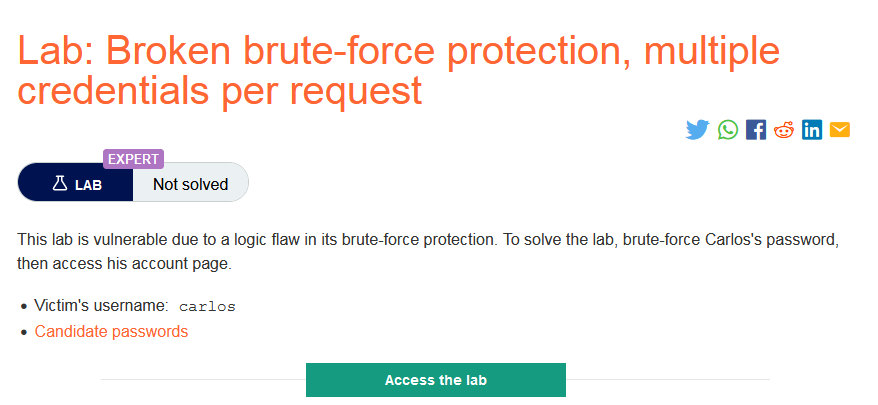 Lab: Broken brute-force protection, multiple
credentials per request
EXPERT
LAB
Not solved
This lab is vulnerable due to a logic flaw in its brute-force protection. To solve the lab, brute-force Carlos's password,
then access his account page.
• Victim's username: carlos
• Candidate passwords
Access the lab